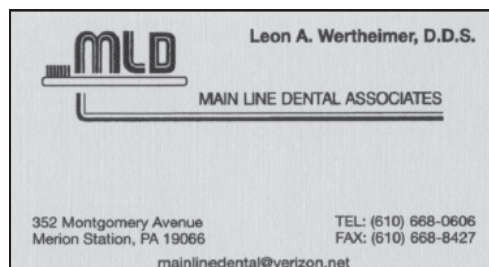 MLD
Leon A. Wertheimer, D.D.S.
MAIN LINE DENTAL ASSOCIATES
352 Montgomery Avenue
Merion Station, PA 19066
TEL: (610) 668-0606
FAX: (610) 668-8427
mainlinedental@verizon.net